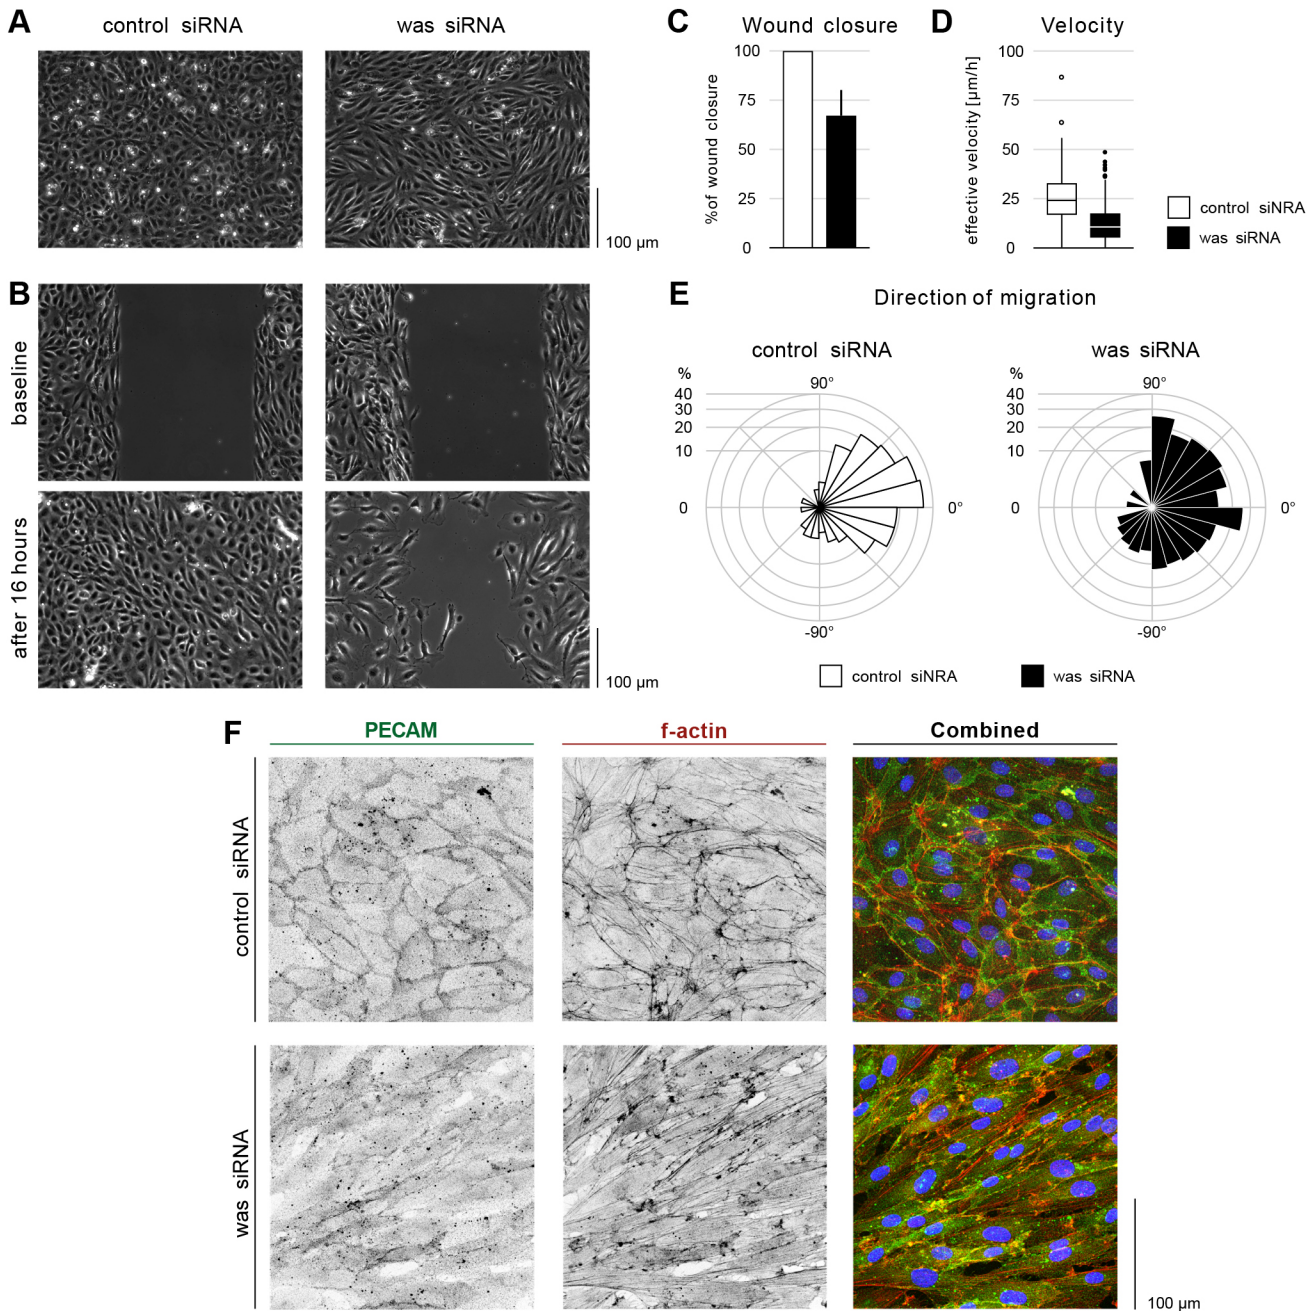 A
control siRNA
was siRNA
100 µm
B
baseline
after 16 hours
100 µm
C
Wound closure
%of wound closure
100
75
50
25
0
D
Velocity
effective velocity [µm/h]
100
75
50
25
0
control siNRA
was siRNA
E
Direction of migration
control siRNA
%
40
30
20
10
0
90°
0°
-90°
was siRNA
%
40
30
20
10
0
90°
0°
-90°
control siNRA
was siRNA
F
PECAM
f-actin
Combined
control siRNA
was siRNA
100 µm